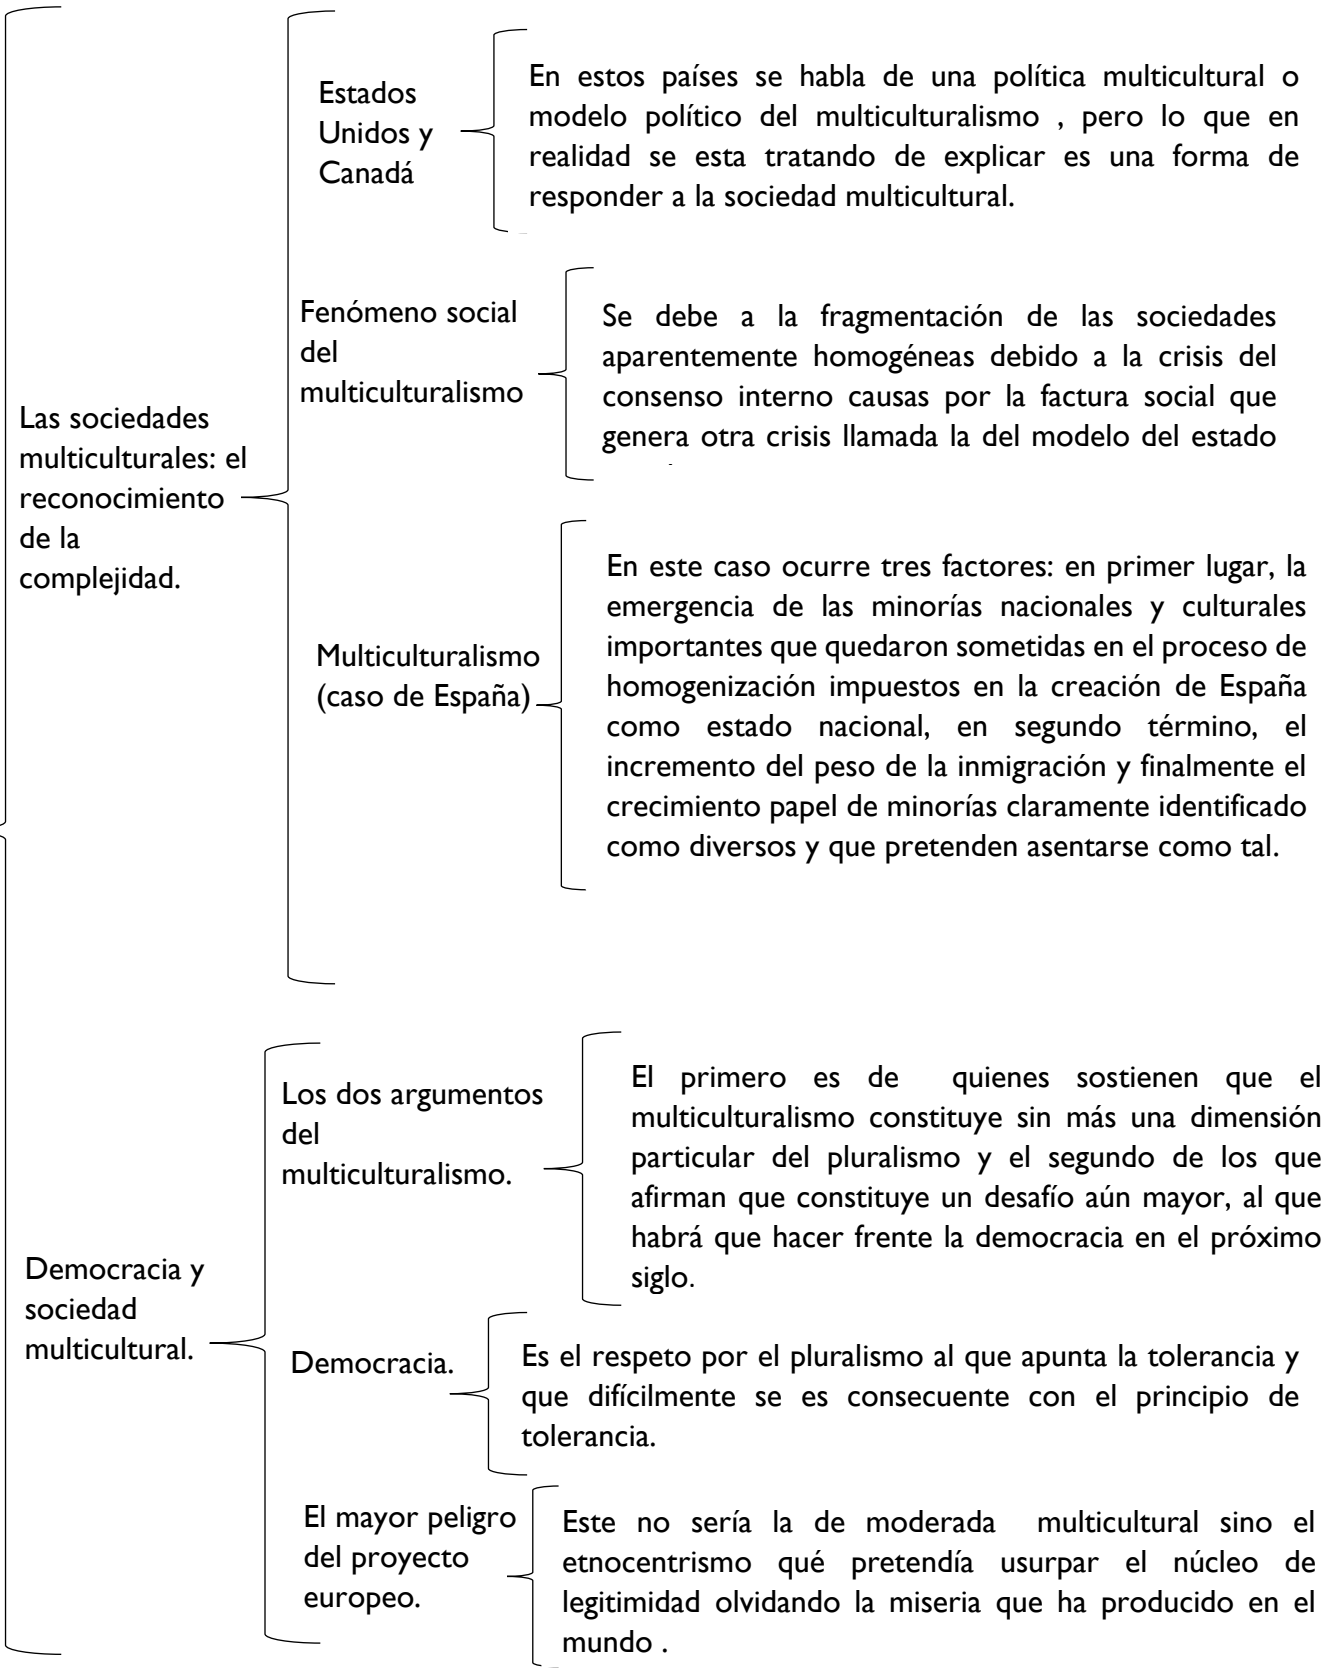 Las sociedades
multiculturales: el
reconocimiento
de la
complejidad.
Estados
Unidos y
Canadá
En estos países se habla de una política multicultural o
modelo político del multiculturalismo , pero lo que en
realidad se esta tratando de explicar es una forma de
responder a la sociedad multicultural.
Fenómeno social
del
multiculturalismo
Se debe a la fragmentación de las sociedades
aparentemente homogéneas debido a la crisis del
consenso interno causas por la factura social que
genera otra crisis llamada la del modelo del estado
Multiculturalismo
(caso de España)
En este caso ocurre tres factores: en primer lugar, la
emergencia de las minorías nacionales y culturales
importantes que quedaron sometidas en el proceso de
homogenización impuestos en la creación de España
como estado nacional, en segundo término, el
incremento del peso de la inmigración y finalmente el
crecimiento papel de minorías claramente identificado
como diversos y que pretenden asentarse como tal.
Democracia y
sociedad
multicultural.
Los dos argumentos
del
multiculturalismo.
El primero es de quienes sostienen que el
multiculturalismo constituye sin más una dimensión
particular del pluralismo y el segundo de los que
afirman que constituye un desafío aún mayor, al que
habrá que hacer frente la democracia en el próximo
siglo.
Democracia.
Es el respeto por el pluralismo al que apunta la tolerancia y
que difícilmente se es consecuente con el principio de
tolerancia.
El mayor peligro
del proyecto
europeo.
Este no sería la de moderada multicultural sino el
etnocentrismo qué pretendía usurpar el núcleo de
legitimidad olvidando la miseria que ha producido en el
mundo .